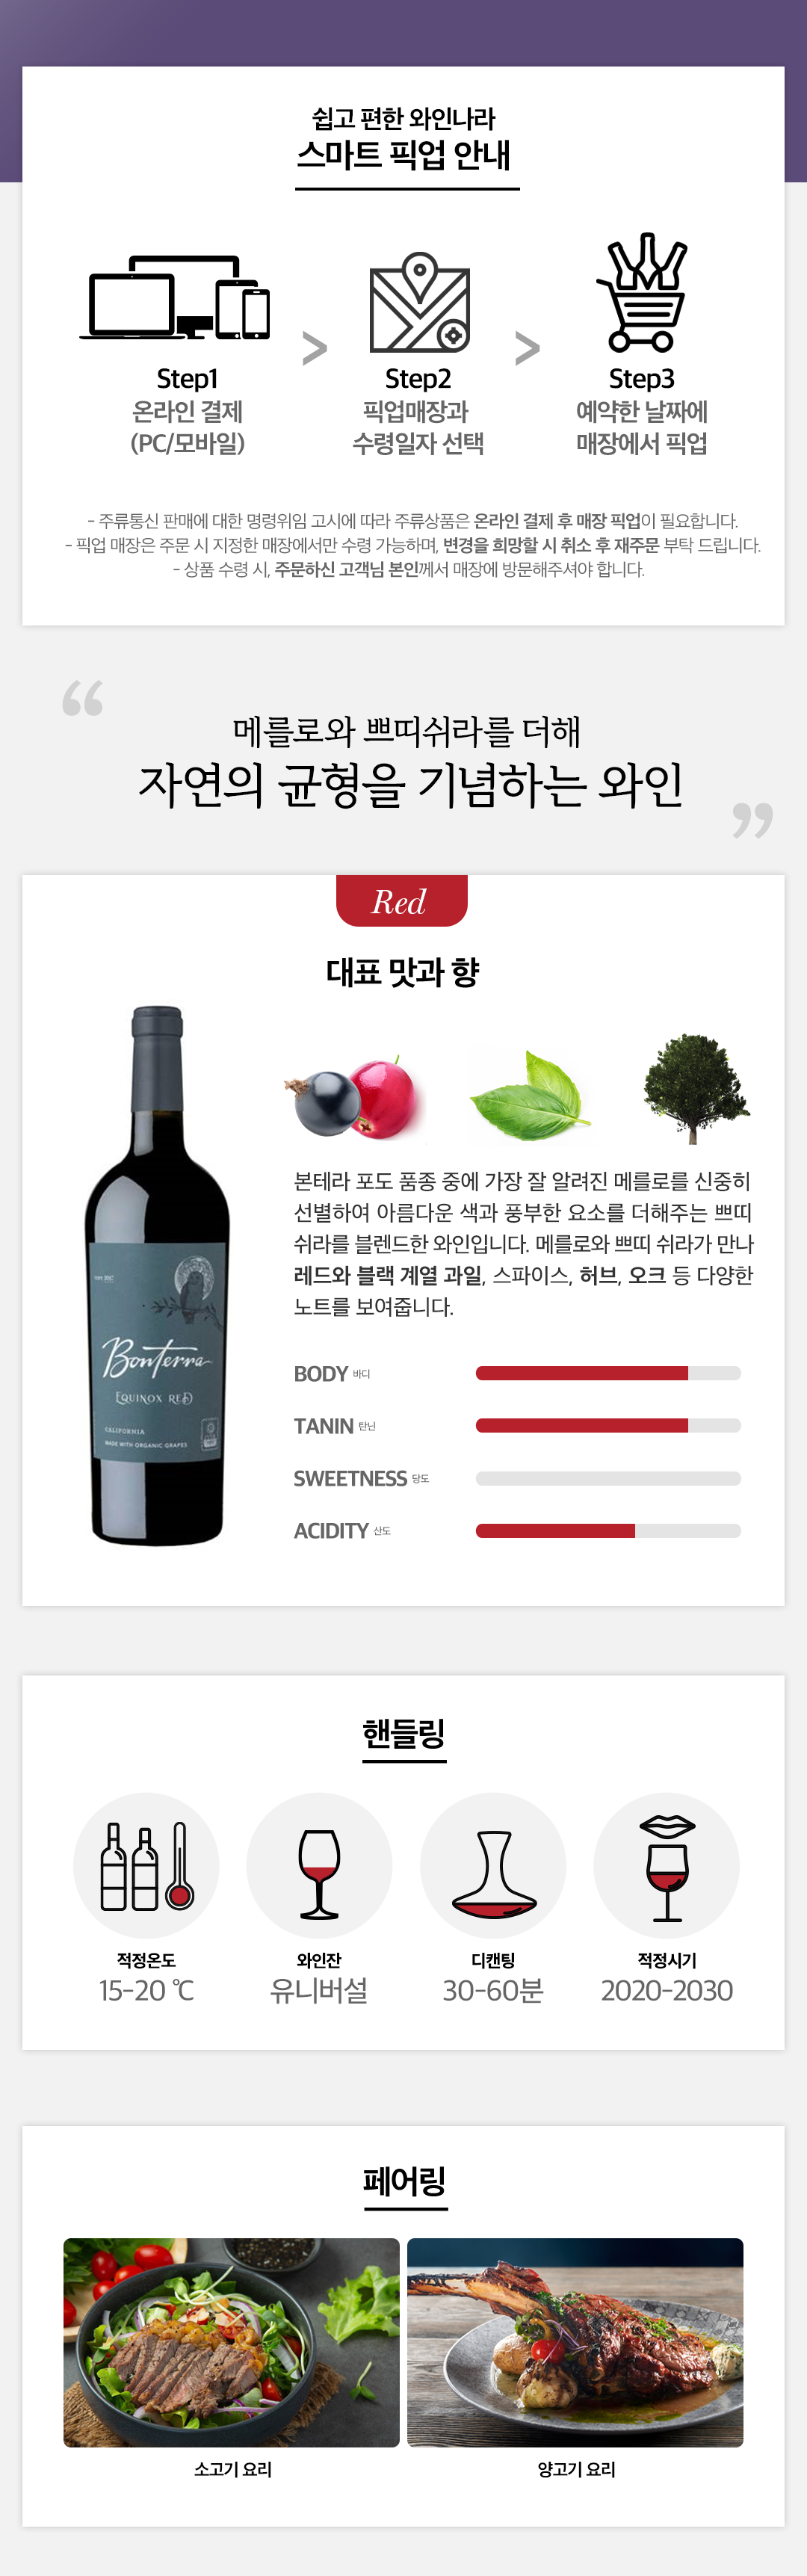 쉽고 편한 와인나라
스마트 픽업 안내
Step1
온라인 결제
(PC/모바일)
>
Step2
픽업매장과
수령일자 선택
>
Step3
예약한 날짜에
매장에서 픽업
- 주류통신 판매에 대한 명령위임 고시에 따라 주류상품은 온라인 결제 후 매장 픽업이 필요합니다.
- 픽업 매장은 주문 시 지정한 매장에서만 수령 가능하며, 변경을 희망할 시 취소 후 재주문 부탁 드립니다.
- 상품 수령 시, 주문하신 고객님 본인께서 매장에 방문해주셔야 합니다.
“
메를로와 쁘띠쉬라를 더해
자연의 균형을 기념하는 와인
”
Red
대표 맛과 향
본테라 포도 품종 중에 가장 잘 알려진 메를로를 신중히
선별하여 아름다운 색과 풍부한 요소를 더해주는 쁘띠
쉬라를 블렌드한 와인입니다. 메를로와 쁘띠 쉬라가 만나
레드와 블랙 계열 과일, 스파이스, 허브, 오크 등 다양한
노트를 보여줍니다.
Bonterra
EQUINOX RED
CALIFORNIA
MADE WITH ORGANIC GRAPES
BODY 바디
TANIN 탄닌
SWEETNESS 당도
ACIDITY 산도
핸들링
적정온도
15-20 ℃
와인잔
유니버설
디캔팅
30-60분
적정시기
2020-2030
페어링
소고기 요리
양고기 요리